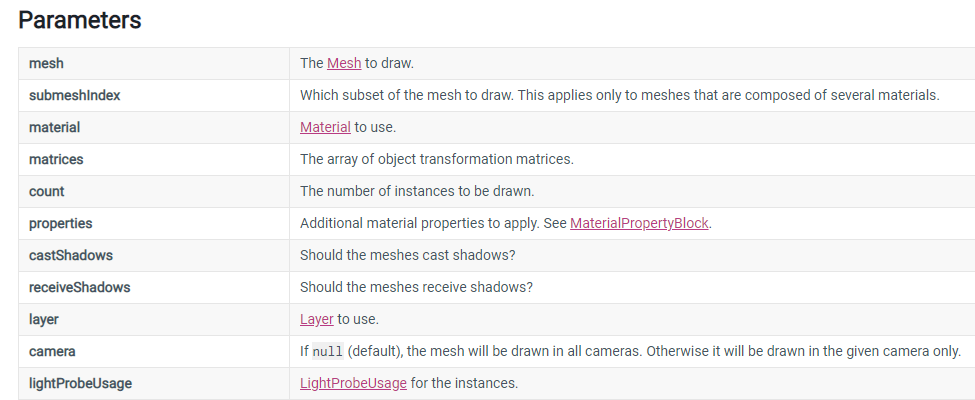 Parameters
mesh The Mesh to draw.
submeshIndex Which subset of the mesh to draw. This applies only to meshes that are composed of several materials.
material Material to use.
matrices The array of object transformation matrices.
count The number of instances to be drawn.
properties Additional material properties to apply. See MaterialPropertyBlock.
castShadows Should the meshes cast shadows?
receiveShadows Should the meshes receive shadows?
layer Layer to use.
camera If null (default), the mesh will be drawn in all cameras. Otherwise it will be drawn in the given camera only.
lightProbeUsage LightProbeUsage for the instances.